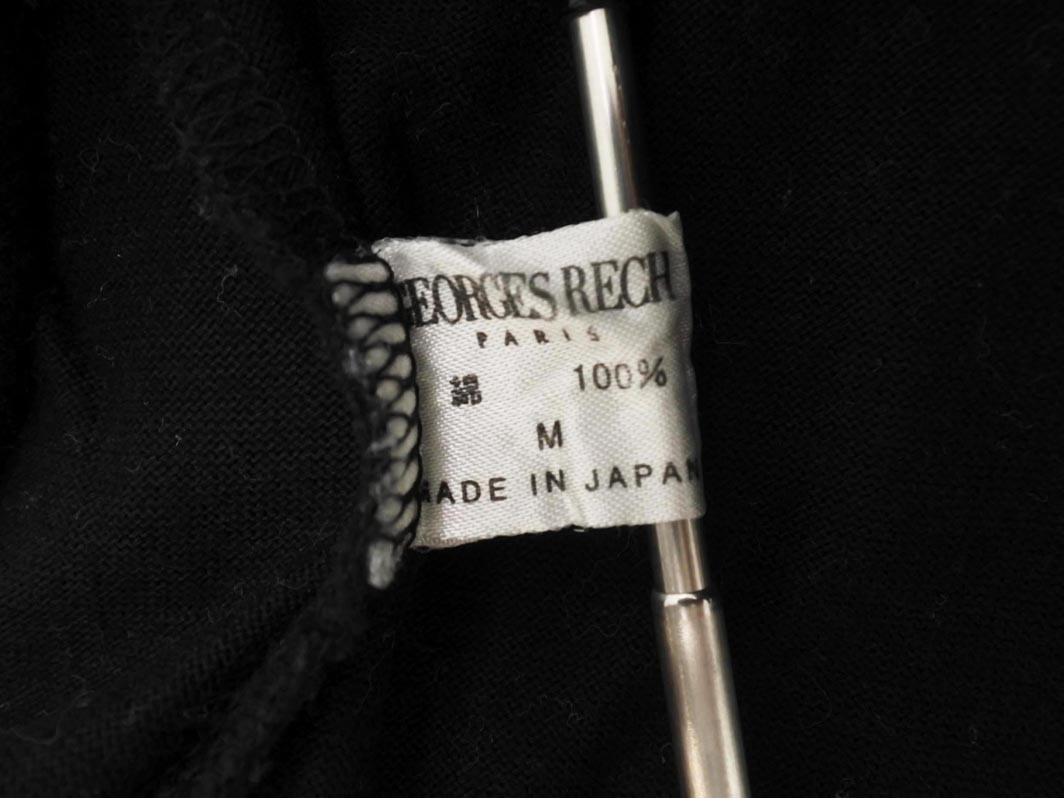 GEORGES RECH
PARIS
綿 100%
M
MADE IN JAPAN